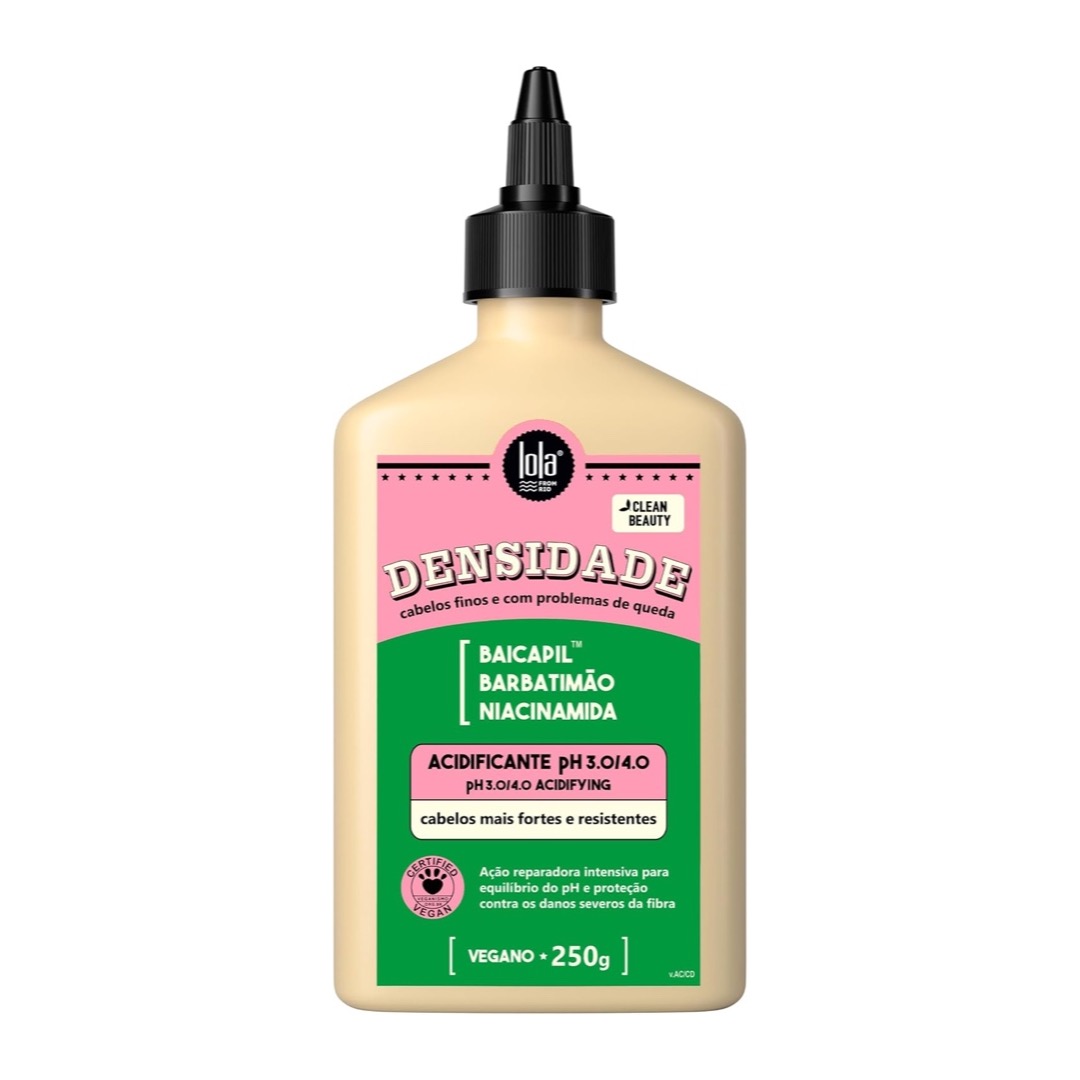 lola®
FROM
RIO
CLEAN
BEAUTY
DENSIDADE
cabelos finos e com problemas de queda
BAICAPIL™
BARBATIMÃO
NIACINAMIDA
ACIDIFICANTE pH 3.0/4.0
pH 3.0/4.0 ACIDIFYING
cabelos mais fortes e resistentes
CERTIFIED
VEGANISMO
VEGAN
Ação reparadora intensiva para
equilíbrio do pH e proteção
contra os danos severos da fibra
[ VEGANO ★ 250g ]
v.AC/CD